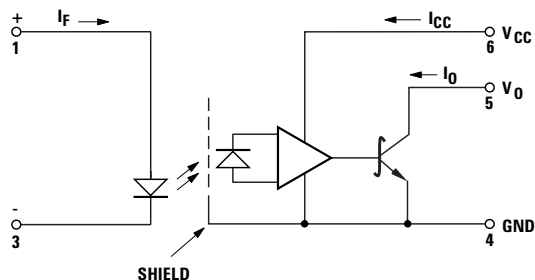 + I_F
1
I_CC
6 V_CC
I_O
5 V_O
-
3
4 GND
SHIELD